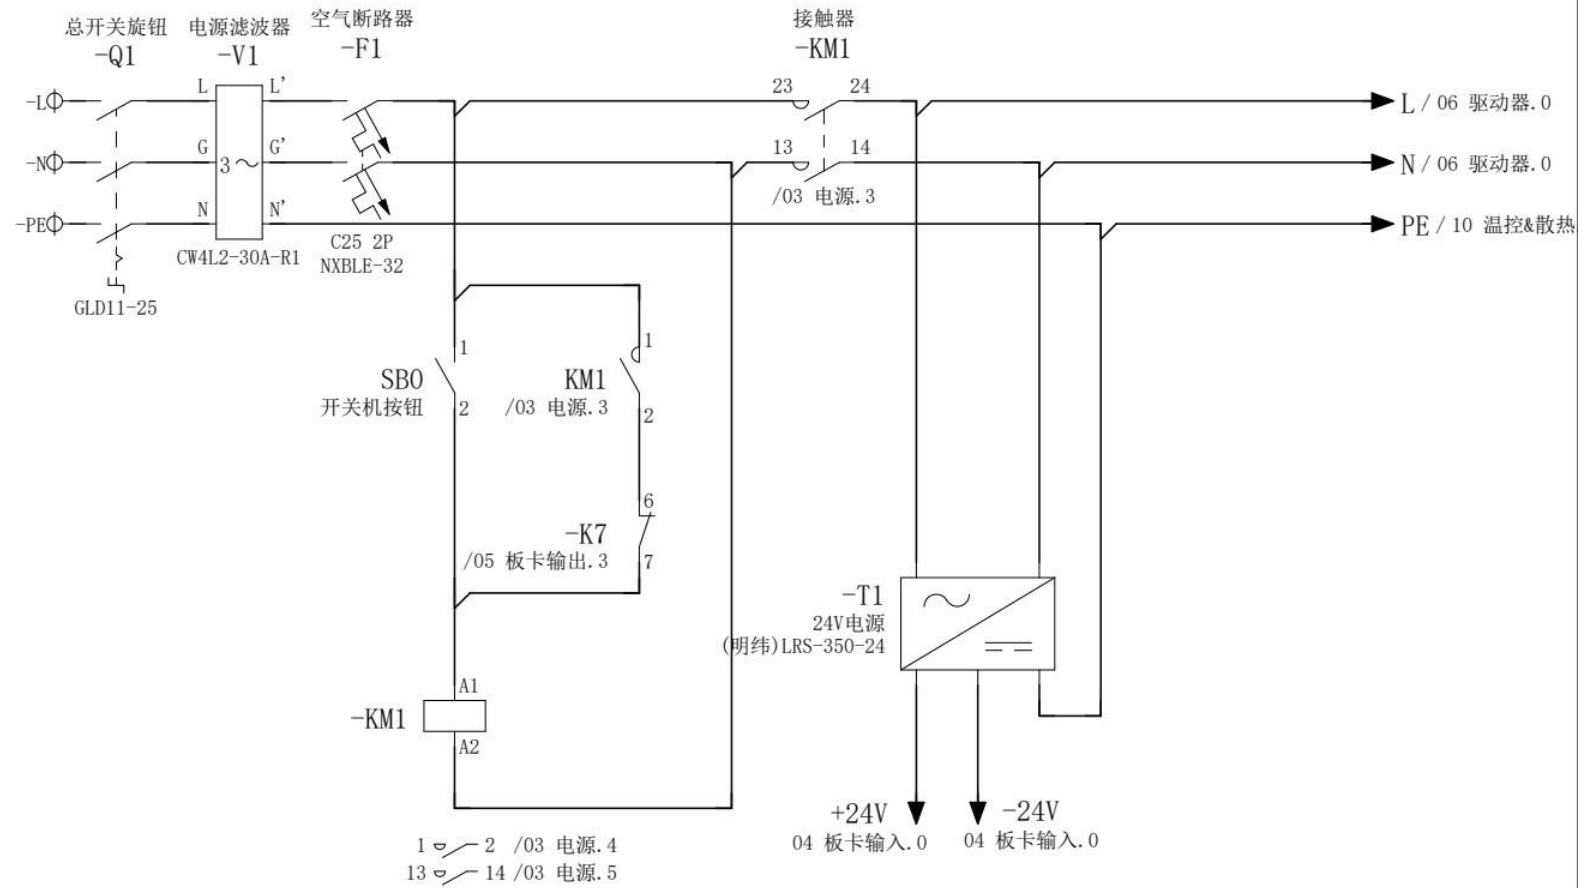 总开关旋钮
-Q1
电源滤波器
-V1
空气断路器
-F1
接触器
-KM1
-L
L
L'
23
24
L / 06 驱动器.0
-N
G
G'
3
13
14
N / 06 驱动器.0
/03 电源.3
-PE
N
N'
PE / 10 温控&散热
CW4L2-30A-R1
C25 2P
NXBLE-32
GLD11-25
1
SB0
开关机按钮
2
1
KM1
/03 电源.3
2
6
-K7
/05 板卡输出.3
7
-T1
24V电源
(明纬)LRS-350-24
A1
-KM1
A2
+24V
04 板卡输入.0
-24V
04 板卡输入.0
1 2 /03 电源.4
13 14 /03 电源.5